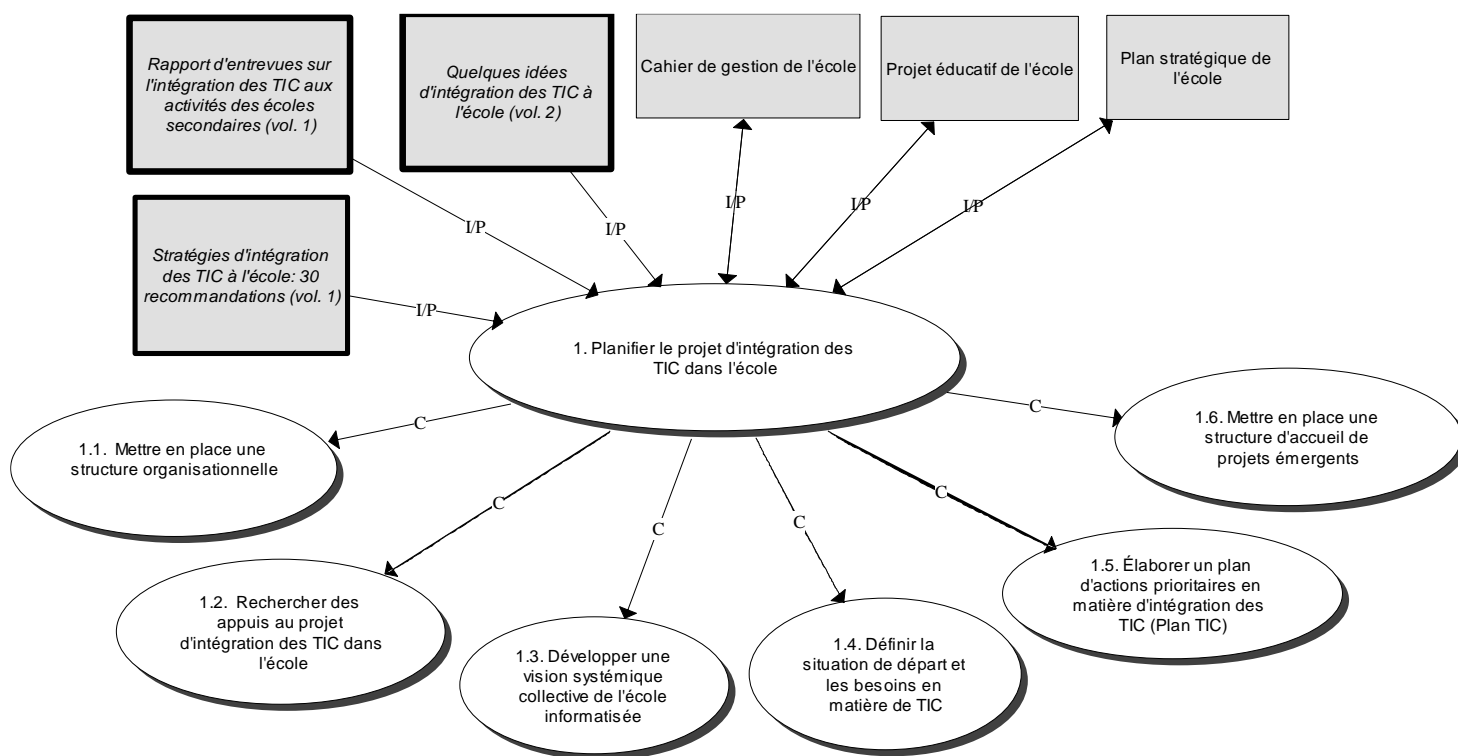 Rapport d'entrevues sur
l'intégration des TIC aux
activités des écoles
secondaires (vol. 1)
Quelques idées
d'intégration des TIC à
l'école (vol. 2)
Cahier de gestion de l'école
Projet éducatif de l'école
Plan stratégique de
l'école
Stratégies d'intégration
des TIC à l'école: 30
recommandations (vol. 1)
I/P
I/P
I/P
I/P
I/P
I/P
1. Planifier le projet d'intégration des
TIC dans l'école
C
C
C
C
C
C
1.1. Mettre en place une
structure organisationnelle
1.2. Rechercher des
appuis au projet
d'intégration des TIC dans
l'école
1.3. Développer une
vision systémique
collective de l'école
informatisée
1.4. Définir la
situation de départ et
les besoins en
matière de TIC
1.5. Élaborer un plan
d'actions prioritaires en
matière d'intégration des
TIC (Plan TIC)
1.6. Mettre en place une
structure d'accueil de
projets émergents